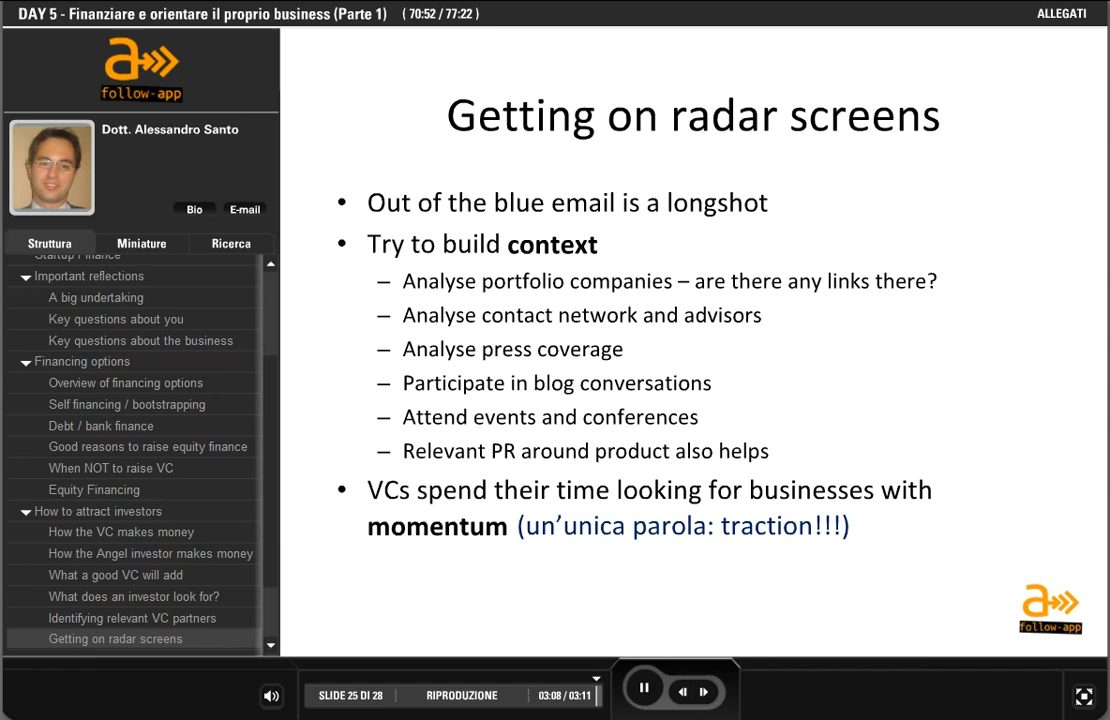 DAY 5 - Finanziare e orientare il proprio business (Parte 1) ( 70:52 / 77:22 )
ALLEGATI
a
follow-app
Dott. Alessandro Santo
Bio
E-mail
Struttura
Miniature
Ricerca
Startup Finance
Important reflections
A big undertaking
Key questions about you
Key questions about the business
Financing options
Overview of financing options
Self financing / bootstrapping
Debt / bank finance
Good reasons to raise equity finance
When NOT to raise VC
Equity Financing
How to attract investors
How the VC makes money
How the Angel investor makes money
What a good VC will add
What does an investor look for?
Identifying relevant VC partners
Getting on radar screens
Getting on radar screens
• Out of the blue email is a longshot
• Try to build context
– Analyse portfolio companies – are there any links there?
– Analyse contact network and advisors
– Analyse press coverage
– Participate in blog conversations
– Attend events and conferences
– Relevant PR around product also helps
• VCs spend their time looking for businesses with
momentum (un'unica parola: traction!!!)
a
follow-app
SLIDE 25 DI 28
RIPRODUZIONE
03:08 / 03:11